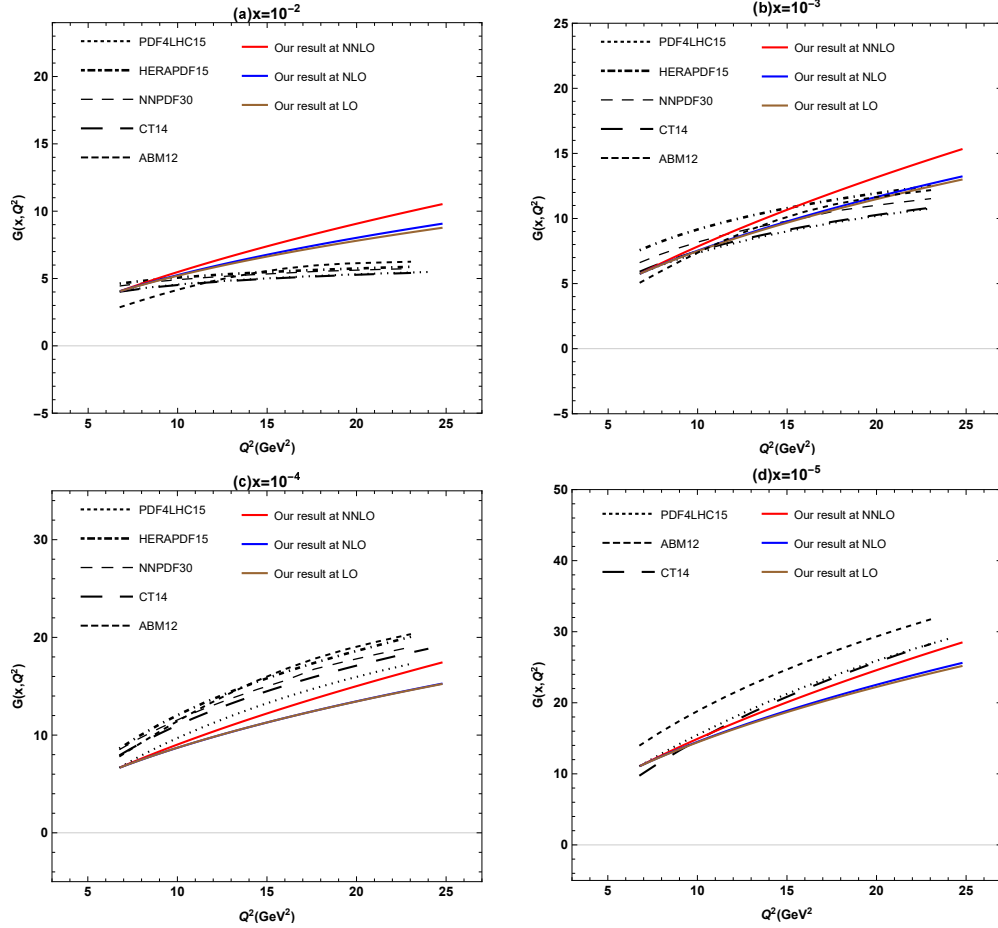 (a)x=10⁻²
PDF4LHC15
HERAPDF15
NNPDF30
CT14
ABM12
Our result at NNLO
Our result at NLO
Our result at LO
G(x,Q²)
20
15
10
5
0
−5
5 10 15 20 25
Q²(GeV²)
(b)x=10⁻³
PDF4LHC15
HERAPDF15
NNPDF30
CT14
ABM12
Our result at NNLO
Our result at NLO
Our result at LO
G(x,Q²)
25
20
15
10
5
0
−5
5 10 15 20 25
Q²(GeV²)
(c)x=10⁻⁴
PDF4LHC15
HERAPDF15
NNPDF30
CT14
ABM12
Our result at NNLO
Our result at NLO
Our result at LO
G(x,Q²)
30
20
10
0
5 10 15 20 25
Q²(GeV²)
(d)x=10⁻⁵
PDF4LHC15
ABM12
CT14
Our result at NNLO
Our result at NLO
Our result at LO
G(x,Q²)
50
40
30
20
10
0
5 10 15 20 25
Q²(GeV²